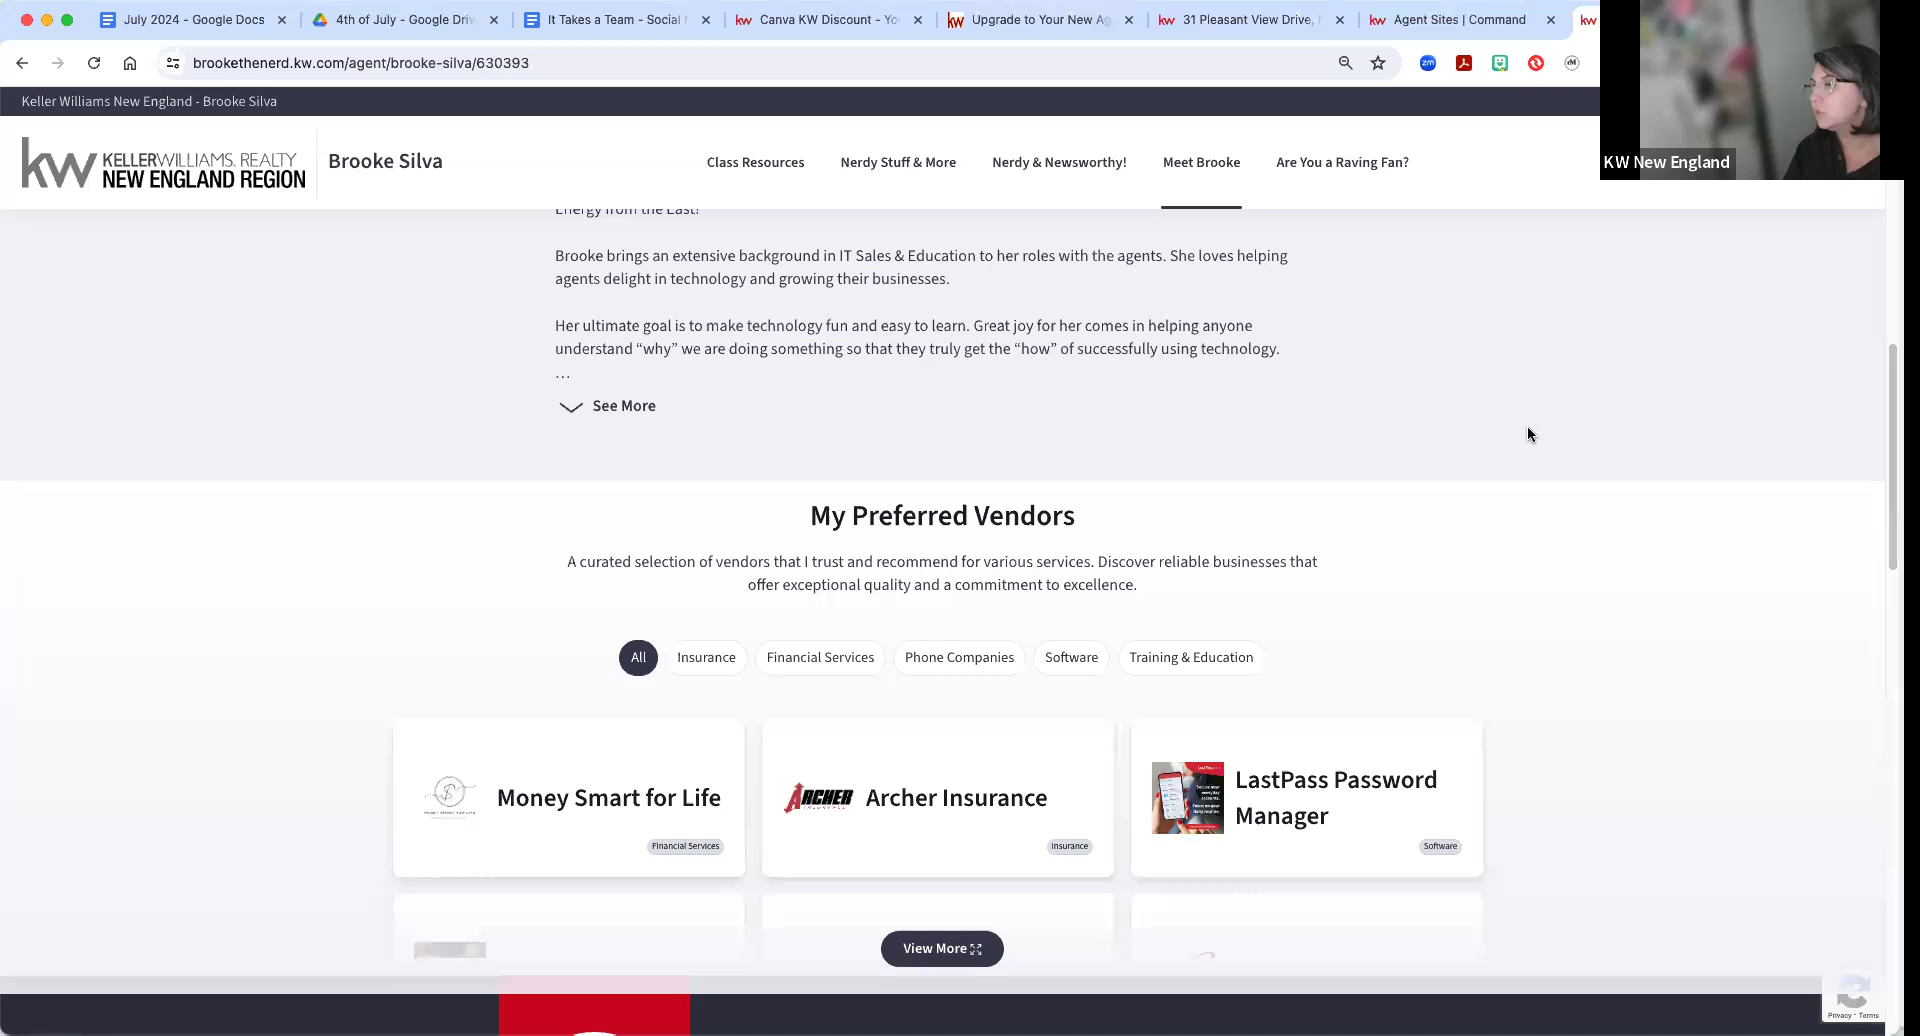 July 2024 - Google Docs
4th of July - Google Driv
It Takes a Team - Social
Canva KW Discount - Yo
Upgrade to Your New Ag
31 Pleasant View Drive,
Agent Sites | Command
brookethenerd.kw.com/agent/brooke-silva/630393
Keller Williams New England - Brooke Silva
kw KELLERWILLIAMS. REALTY
NEW ENGLAND REGION
Brooke Silva
Class Resources
Nerdy Stuff & More
Nerdy & Newsworthy!
Meet Brooke
Are You a Raving Fan?
KW New England
Energy from the East!
Brooke brings an extensive background in IT Sales & Education to her roles with the agents. She loves helping
agents delight in technology and growing their businesses.
Her ultimate goal is to make technology fun and easy to learn. Great joy for her comes in helping anyone
understand “why” we are doing something so that they truly get the “how” of successfully using technology.
...
See More
My Preferred Vendors
A curated selection of vendors that I trust and recommend for various services. Discover reliable businesses that
offer exceptional quality and a commitment to excellence.
All
Insurance
Financial Services
Phone Companies
Software
Training & Education
Money Smart for Life
Financial Services
ARCHER
Archer Insurance
Insurance
LastPass Password
Manager
Software
View More
Privacy - Terms